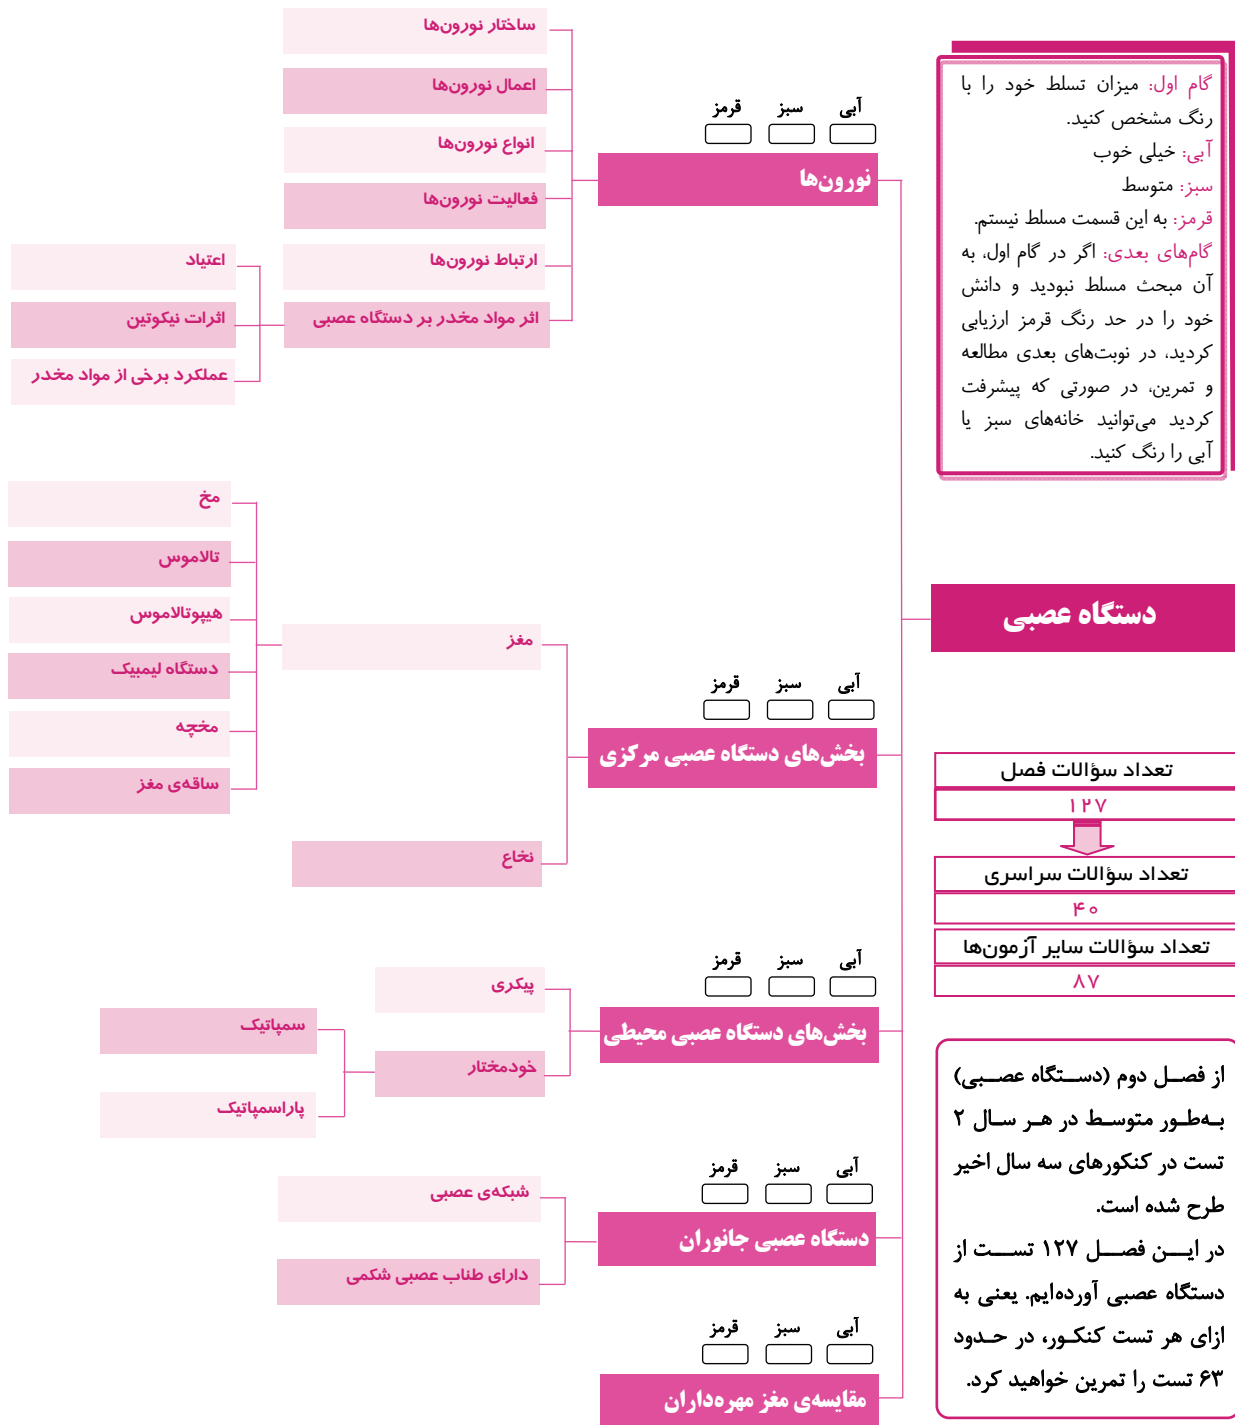 گام اول: میزان تسلط خود را با
رنگ مشخص کنید.
آبی: خیلی خوب
سبز: متوسط
قرمز: به این قسمت مسلط نیستم.
گام‌های بعدی: اگر در گام اول، به
آن مبحث مسلط نبودید و دانش
خود را در حد رنگ قرمز ارزیابی
کردید، در نوبت‌های بعدی مطالعه
و تمرین، در صورتی که پیشرفت
کردید می‌توانید خانه‌های سبز یا
آبی را رنگ کنید.
دستگاه عصبی
تعداد سؤالات فصل
۱۲۷
تعداد سؤالات سراسری
۴۰
تعداد سؤالات سایر آزمون‌ها
۸۷
از فصل دوم (دستگاه عصبی)
به‌طور متوسط در هر سال ۲
تست در کنکورهای سه سال اخیر
طرح شده است.
در این فصل ۱۲۷ تست از
دستگاه عصبی آورده‌ایم. یعنی به
ازای هر تست کنکور، در حدود
۶۳ تست را تمرین خواهید کرد.
آبی سبز قرمز
نورون‌ها
ساختار نورون‌ها
اعمال نورون‌ها
انواع نورون‌ها
فعالیت نورون‌ها
ارتباط نورون‌ها
اثر مواد مخدر بر دستگاه عصبی
اعتیاد
اثرات نیکوتین
عملکرد برخی از مواد مخدر
آبی سبز قرمز
بخش‌های دستگاه عصبی مرکزی
مغز
مخ
تالاموس
هیپوتالاموس
دستگاه لیمبیک
مخچه
ساقه‌ی مغز
نخاع
آبی سبز قرمز
بخش‌های دستگاه عصبی محیطی
پیکری
خودمختار
سمپاتیک
پاراسمپاتیک
آبی سبز قرمز
دستگاه عصبی جانوران
شبکه‌ی عصبی
دارای طناب عصبی شکمی
آبی سبز قرمز
مقایسه‌ی مغز مهره‌داران